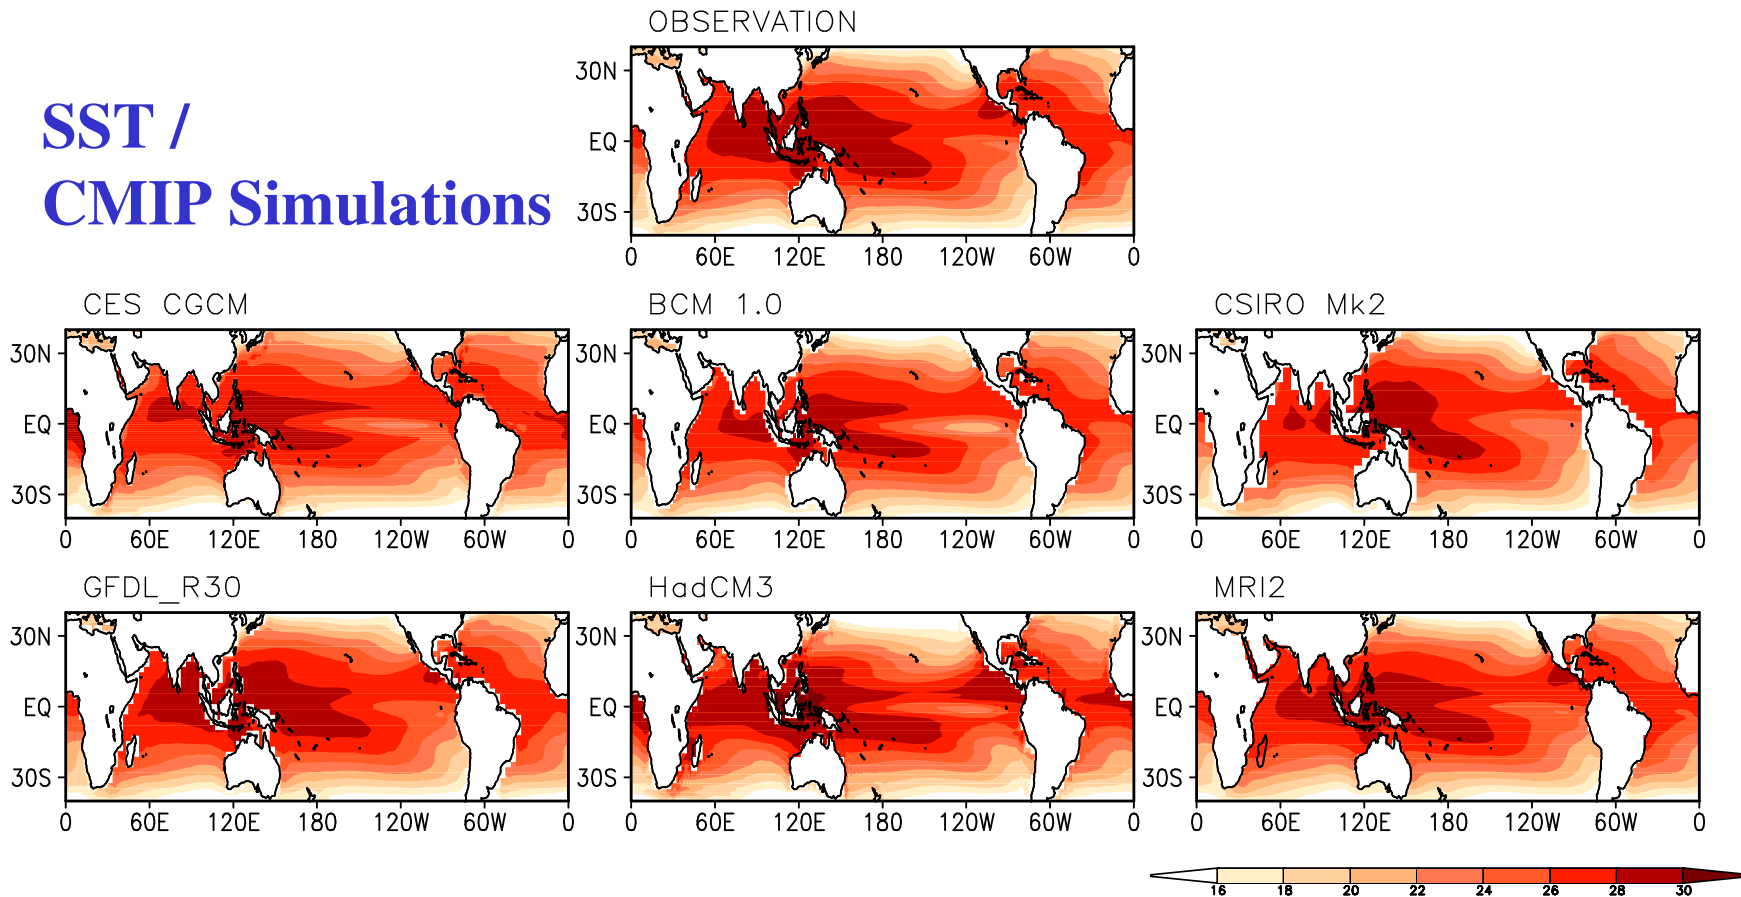 OBSERVATION
SST /
CMIP Simulations
30N
EQ
30S
60E 120E 180 120W 60W 0
CES CGCM BCM 1.0 CSIRO Mk2
30N 30N 30N
EQ EQ EQ
30S 30S 30S
0 60E 120E 180 120W 60W 0 0 60E 120E 180 120W 60W 0 0 60E 120E 180 120W 60W 0
GFDL_R30 HadCM3 MRI2
30N 30N 30N
EQ EQ EQ
30S 30S 30S
0 60E 120E 180 120W 60W 0 0 60E 120E 180 120W 60W 0 0 60E 120E 180 120W 60W 0
16 18 20 22 24 26 28 30